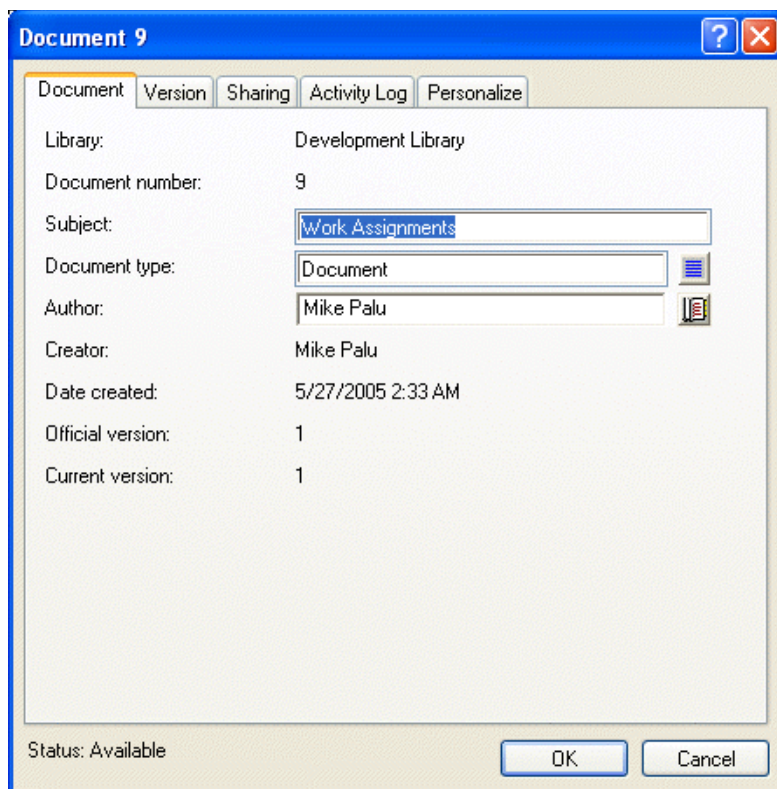 Document 9
Document Version Sharing Activity Log Personalize
Library: Development Library
Document number: 9
Subject: Work Assignments
Document type: Document
Author: Mike Palu
Creator: Mike Palu
Date created: 5/27/2005 2:33 AM
Official version: 1
Current version: 1
Status: Available
OK Cancel